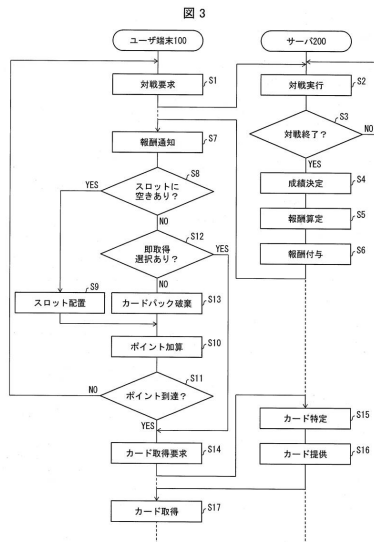 図 3
ユーザ端末100
サーバ200
対戦要求
S1
対戦実行
S2
対戦終了？
S3
NO
YES
報酬通知
S7
成績決定
S4
スロットに
空きあり？
S8
YES
NO
報酬算定
S5
即取得
選択あり？
S12
YES
NO
報酬付与
S6
スロット配置
S9
カードパック破棄
S13
ポイント加算
S10
ポイント到達？
S11
NO
YES
カード取得要求
S14
カード特定
S15
カード提供
S16
カード取得
S17